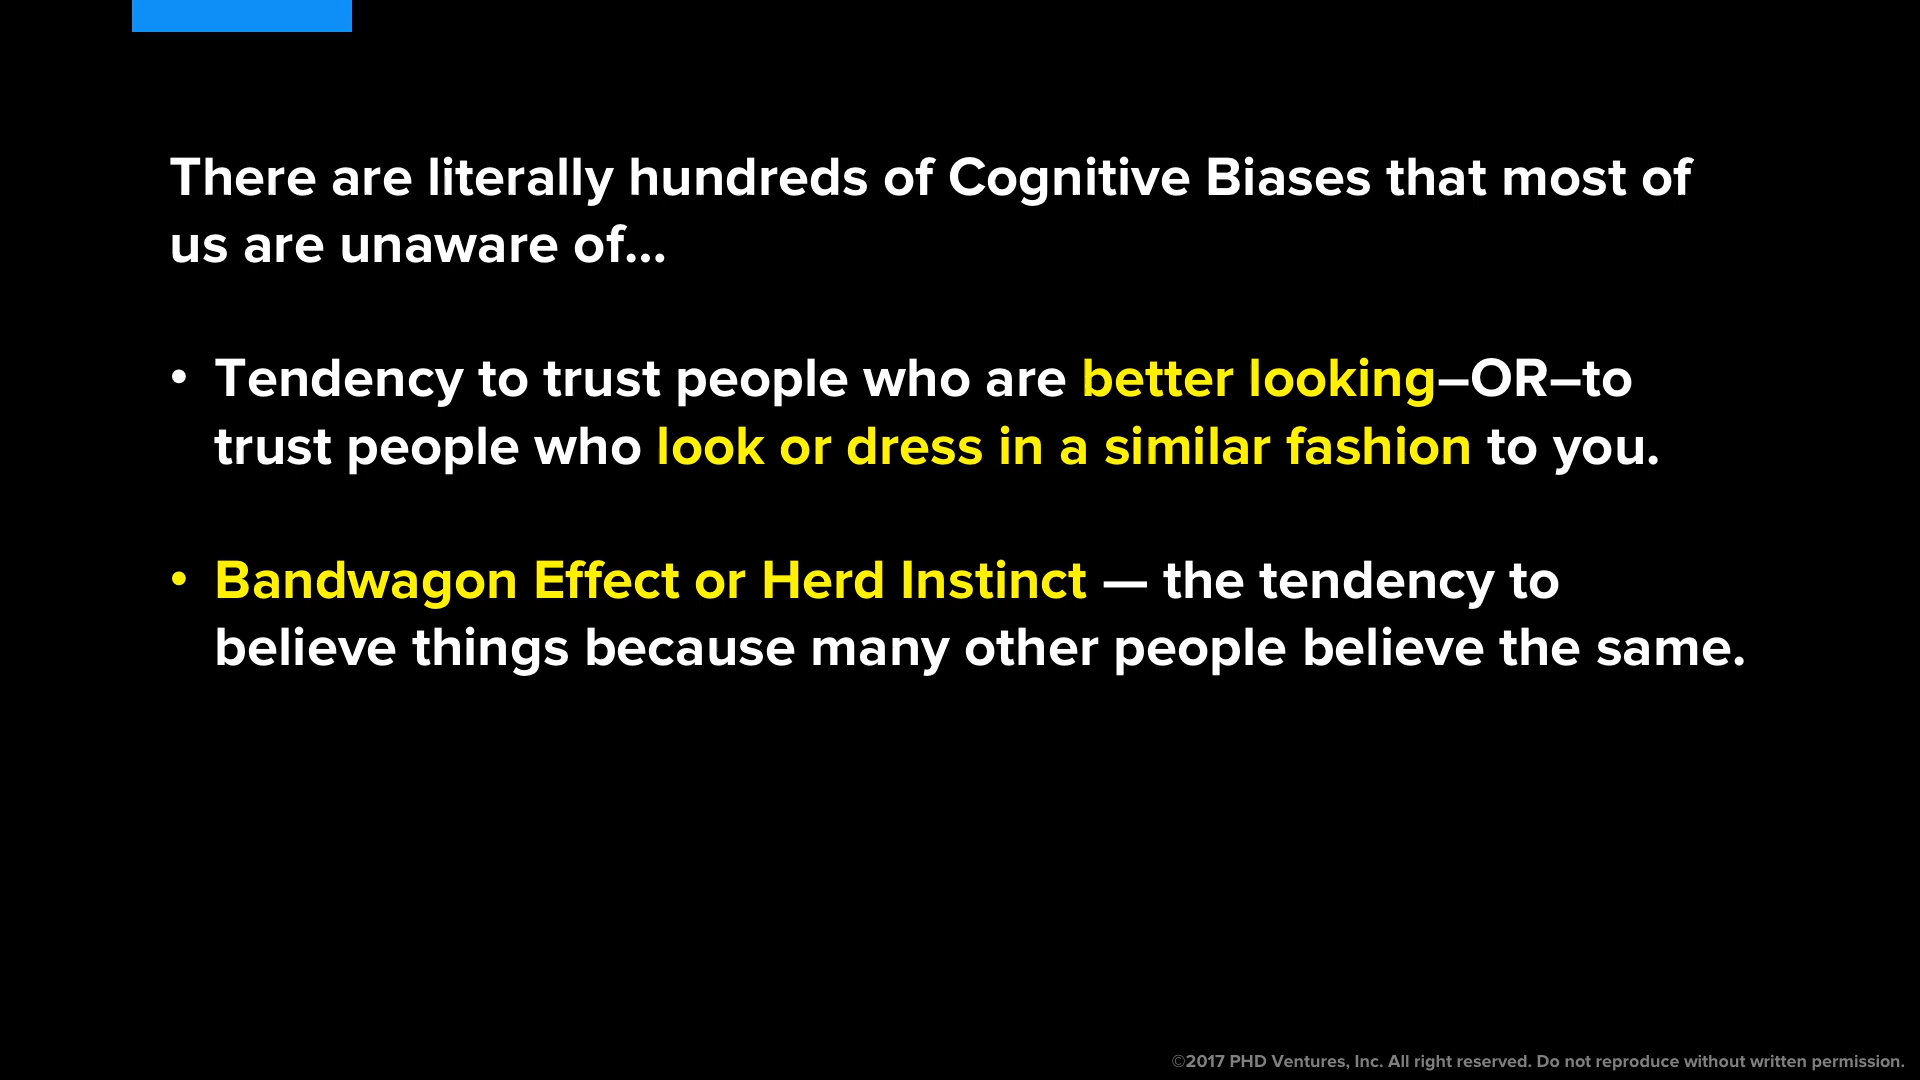 There are literally hundreds of Cognitive Biases that most of
us are unaware of...
• Tendency to trust people who are better looking–OR–to
trust people who look or dress in a similar fashion to you.
• Bandwagon Effect or Herd Instinct — the tendency to
believe things because many other people believe the same.
©2017 PHD Ventures, Inc. All right reserved. Do not reproduce without written permission.